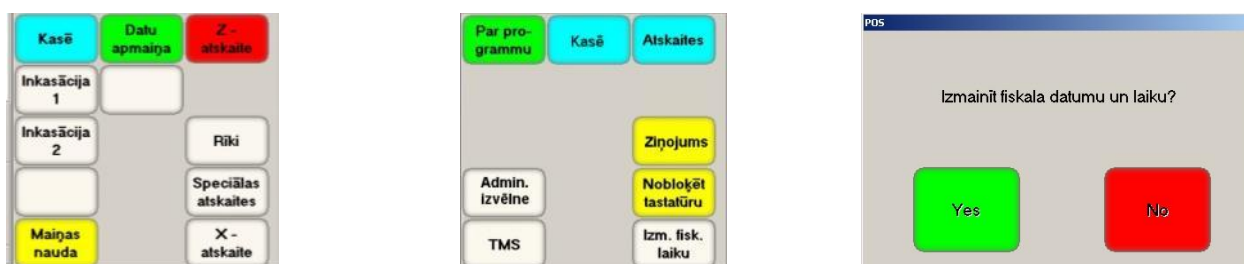 Kasē
Datu
apmaiņa
Z -
atskaite
Inkasācija
1
Inkasācija
2
Rīki
Speciālas
atskaites
Maiņas
nauda
X -
atskaite
Par pro-
grammu
Kasē
Atskaites
Ziņojums
Admin.
izvēlne
Nobloķēt
tastatūru
TMS
Izm. fisk.
laiku
POS
Izmainīt fiskala datumu un laiku?
Yes
No